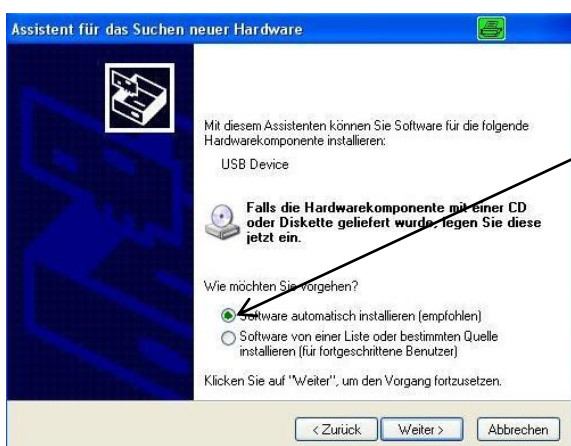 Assistent für das Suchen neuer Hardware
Mit diesem Assistenten können Sie Software für die folgende
Hardwarekomponente installieren:
USB Device
Falls die Hardwarekomponente mit einer CD
oder Diskette geliefert wurde, legen Sie diese
jetzt ein.
Wie möchten Sie vorgehen?
Software automatisch installieren (empfohlen)
Software von einer Liste oder bestimmten Quelle
installieren (für fortgeschrittene Benutzer)
Klicken Sie auf "Weiter", um den Vorgang fortzusetzen.
< Zurück Weiter > Abbrechen